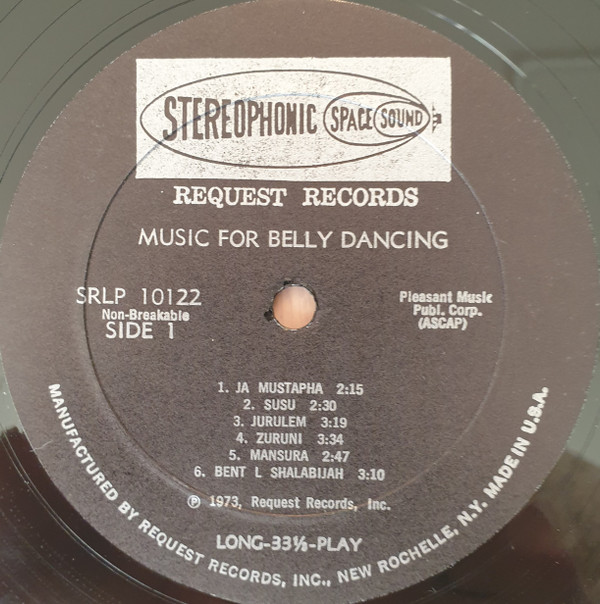 STEREOPHONIC SPACE SOUND
REQUEST RECORDS
MUSIC FOR BELLY DANCING
SRLP 10122
Non-Breakable
SIDE 1
Pleasant Music
Publ. Corp.
(ASCAP)
1. JA MUSTAPHA 2:15
2. SUSU 2:30
3. JURULEM 3:19
4. ZURUNI 3:34
5. MANSURA 2:47
6. BENT L SHALABIJAH 3:10
℗ 1973, Request Records, Inc.
LONG-33⅓-PLAY
MANUFACTURED BY REQUEST RECORDS, INC., NEW ROCHELLE, N.Y. MADE IN U.S.A.